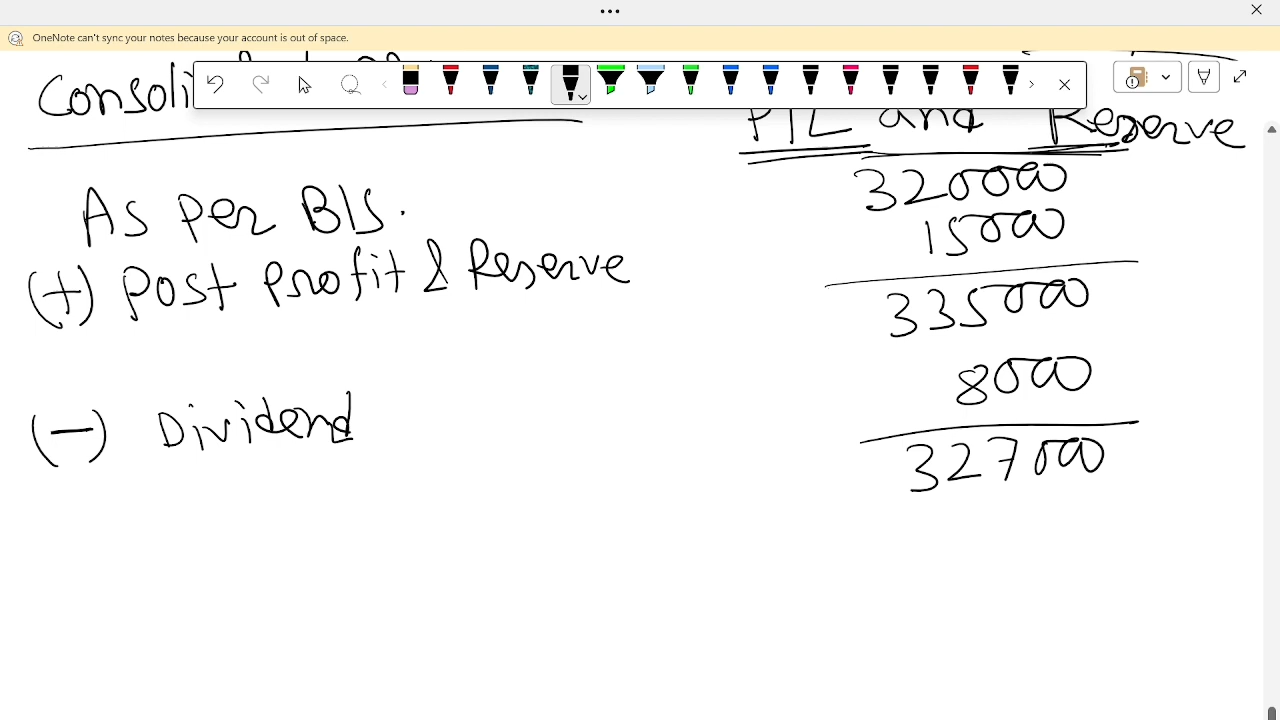 OneNote can't sync your notes because your account is out of space.
P/L and Reserve
As per B/S. 320000
(+) Post Profit & Reserve 15000
335000
(-) Dividend 8000
327000